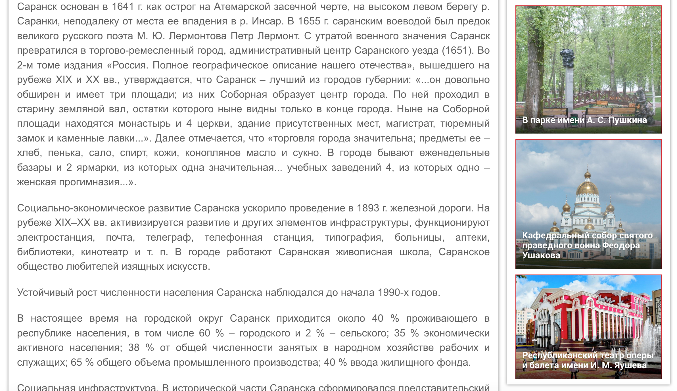 Саранск основан в 1641 г. как острог на Атемарской засечной черте, на высоком левом берегу р.
Саранки, неподалеку от места ее впадения в р. Инсар. В 1655 г. саранским воеводой был предок
великого русского поэта М. Ю. Лермонтова Петр Лермонт. С утратой военного значения Саранск
превратился в торгово-ремесленный город, административный центр Саранского уезда (1651). Во
2-м томе издания «Россия. Полное географическое описание нашего отечества», вышедшего на
рубеже XIX и XX вв., утверждается, что Саранск – лучший из городов губернии: «...он довольно
обширен и имеет три площади; из них Соборная образует центр города. По ней проходил в
старину земляной вал, остатки которого ныне видны только в конце города. Ныне на Соборной
площади находятся монастырь и 4 церкви, здание присутственных мест, магистрат, тюремный
замок и каменные лавки...». Далее отмечается, что «торговля города значительна; предметы ее –
хлеб, пенька, сало, спирт, кожи, конопляное масло и сукно. В городе бывают еженедельные
базары и 2 ярмарки, из которых одна значительная... учебных заведений 4, из которых одно –
женская прогимназия...».
Социально-экономическое развитие Саранска ускорило проведение в 1893 г. железной дороги. На
рубеже XIX–XX вв. активизируется развитие и других элементов инфраструктуры, функционируют
электростанция, почта, телеграф, телефонная станция, типография, больницы, аптеки,
библиотеки, кинотеатр и т. п. В городе работают Саранская живописная школа, Саранское
общество любителей изящных искусств.
Устойчивый рост численности населения Саранска наблюдался до начала 1990-х годов.
В настоящее время на городской округ Саранск приходится около 40 % проживающего в
республике населения, в том числе 60 % – городского и 2 % – сельского; 35 % экономически
активного населения; 38 % от общей численности занятых в народном хозяйстве рабочих и
служащих; 65 % общего объема промышленного производства; 40 % ввода жилищного фонда.
Социальная инфраструктура. В исторической части Саранска сформировался представительский
В парке имени А. С. Пушкина
Кафедральный собор святого
праведного воина Феодора
Ушакова
Республиканский театр оперы
и балета имени И. М. Яушева